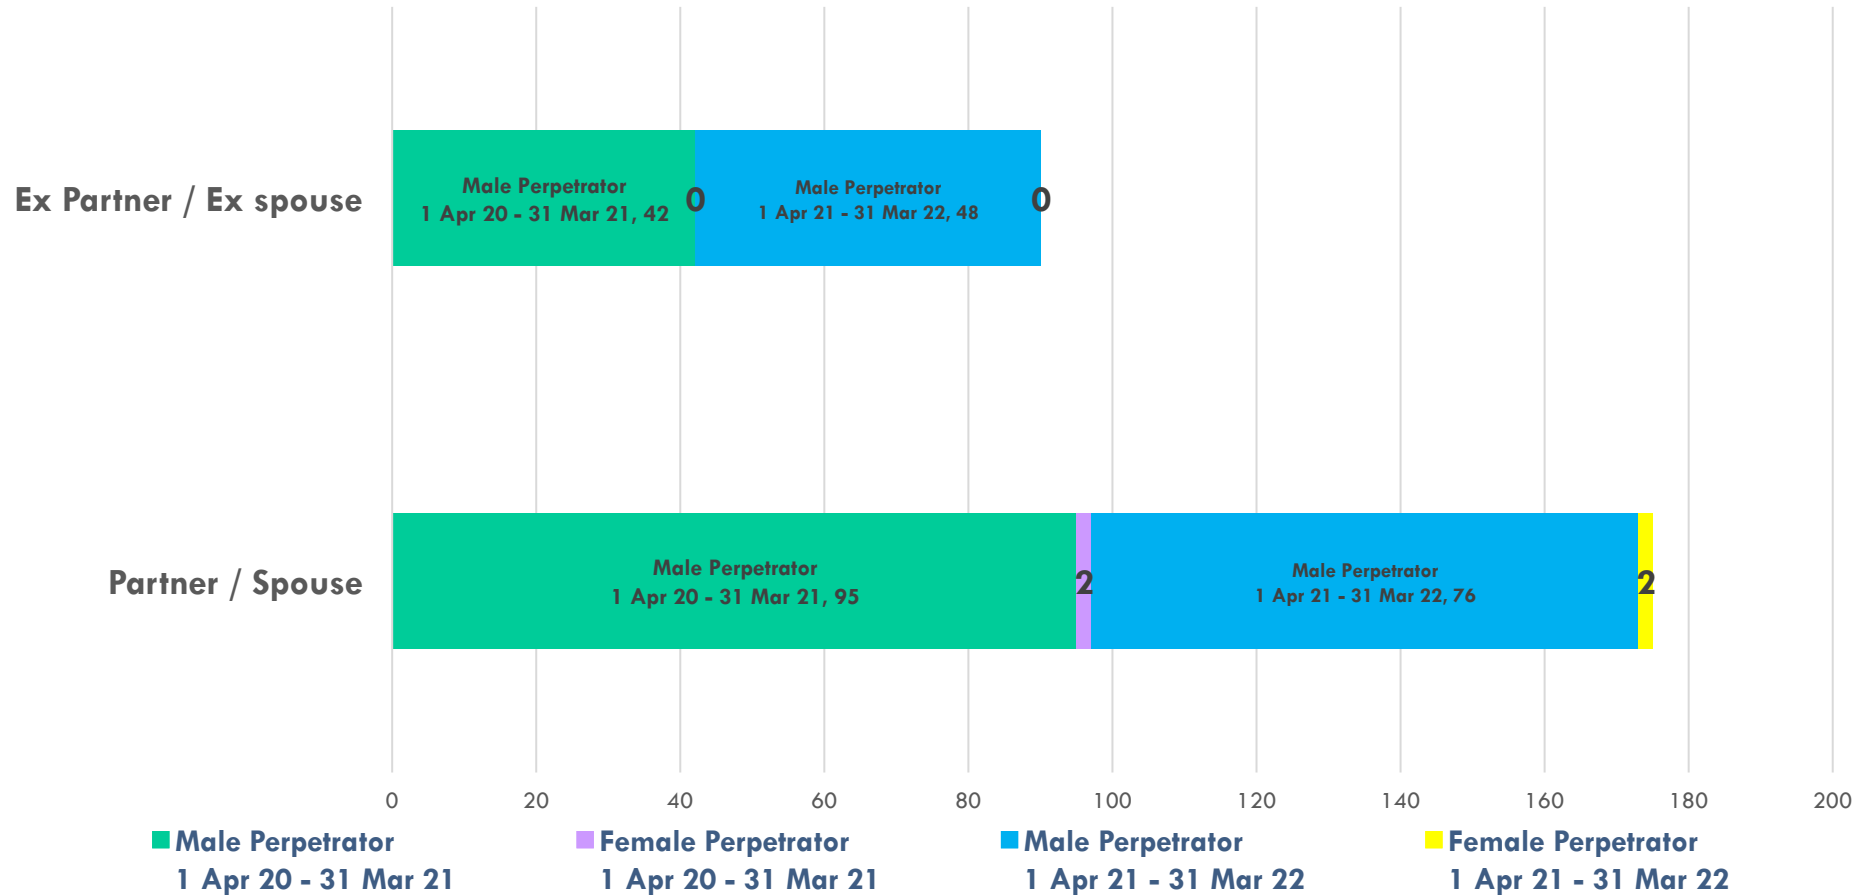 Ex Partner / Ex spouse
Male Perpetrator
1 Apr 20 - 31 Mar 21, 42
0
Male Perpetrator
1 Apr 21 - 31 Mar 22, 48
0
Partner / Spouse
Male Perpetrator
1 Apr 20 - 31 Mar 21, 95
2
Male Perpetrator
1 Apr 21 - 31 Mar 22, 76
2
0 20 40 60 80 100 120 140 160 180 200
Male Perpetrator
1 Apr 20 - 31 Mar 21
Female Perpetrator
1 Apr 20 - 31 Mar 21
Male Perpetrator
1 Apr 21 - 31 Mar 22
Female Perpetrator
1 Apr 21 - 31 Mar 22